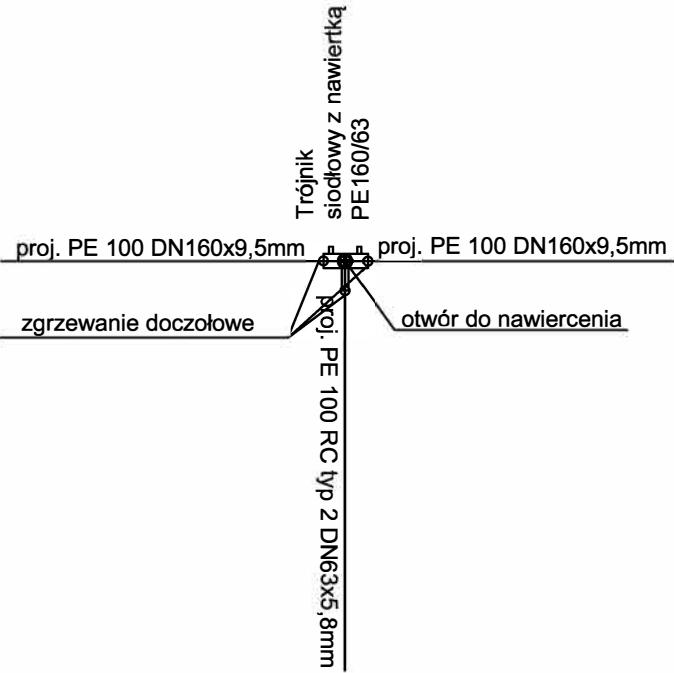 Trójnik
siodłowy z nawiertką
PE160/63
proj. PE 100 DN160x9,5mm
proj. PE 100 DN160x9,5mm
zgrzewanie doczołowe
otwór do nawiercenia
proj. PE 100 RC typ 2 DN63x5,8mm